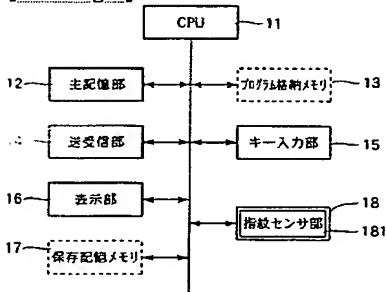 CPU
11
12
主記憶部
プログラム格納メモリ
13
送受信部
キー入力部
15
16
表示部
18
指紋センサ部
181
17
保存記憶メモリ